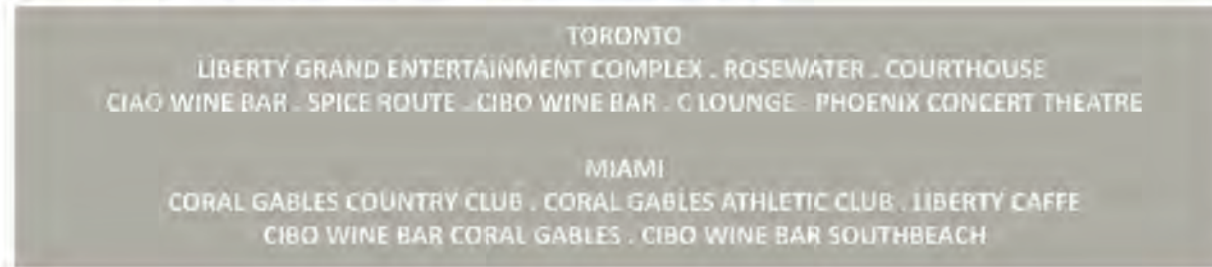 TORONTO
LIBERTY GRAND ENTERTAINMENT COMPLEX . ROSEWATER . COURTHOUSE
CIAO WINE BAR . SPICE ROUTE . CIBO WINE BAR . C LOUNGE . PHOENIX CONCERT THEATRE
MIAMI
CORAL GABLES COUNTRY CLUB . CORAL GABLES ATHLETIC CLUB . LIBERTY CAFFE
CIBO WINE BAR CORAL GABLES . CIBO WINE BAR SOUTHBEACH